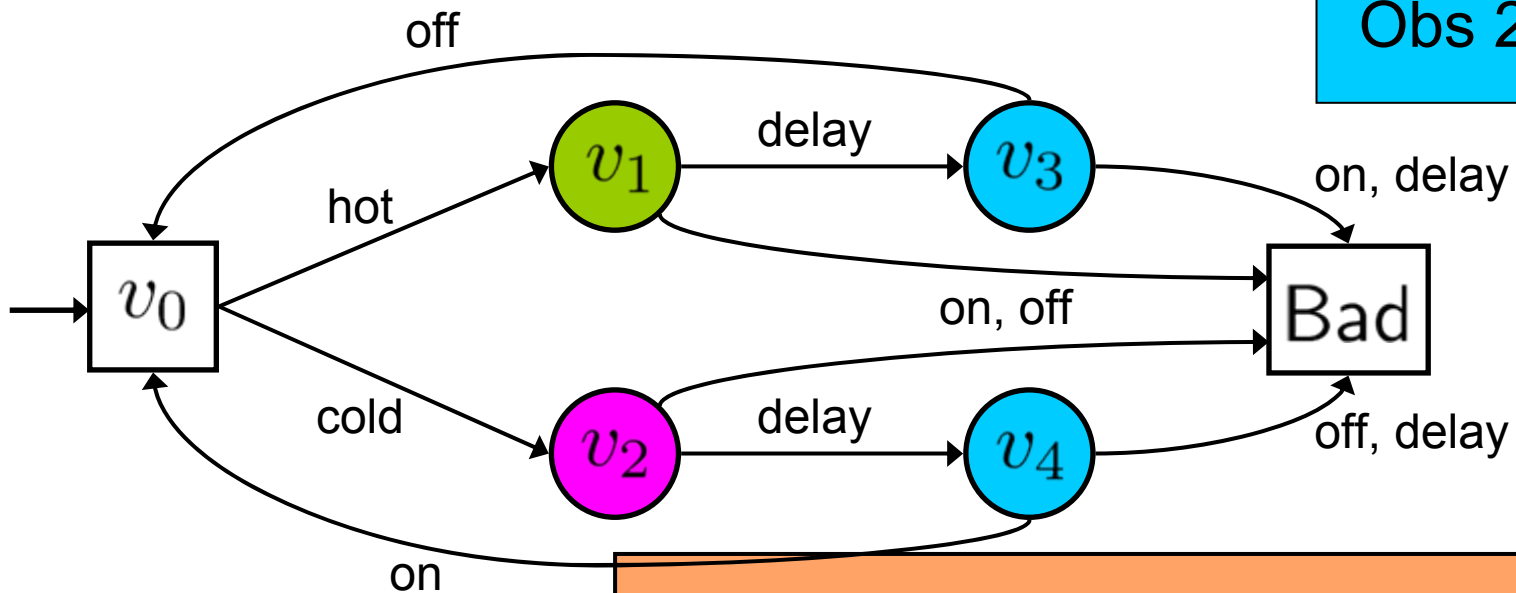 Obs 2
off
delay
v1
v3
on, delay
hot
v0
on, off
Bad
cold
delay
v2
v4
off, delay
on